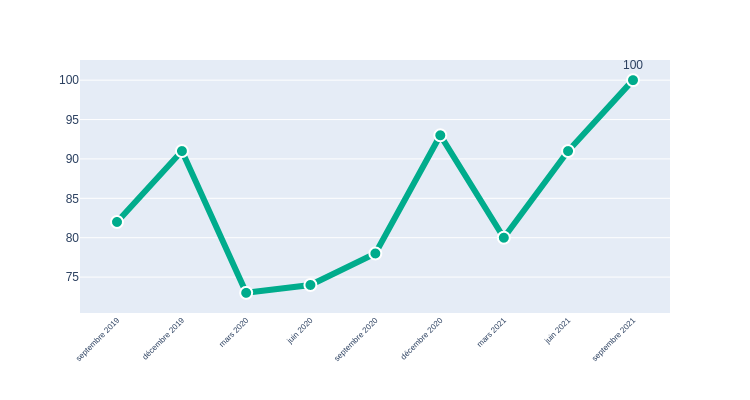 100
100
95
90
85
80
75
septembre 2019
décembre 2019
mars 2020
juin 2020
septembre 2020
décembre 2020
mars 2021
juin 2021
septembre 2021